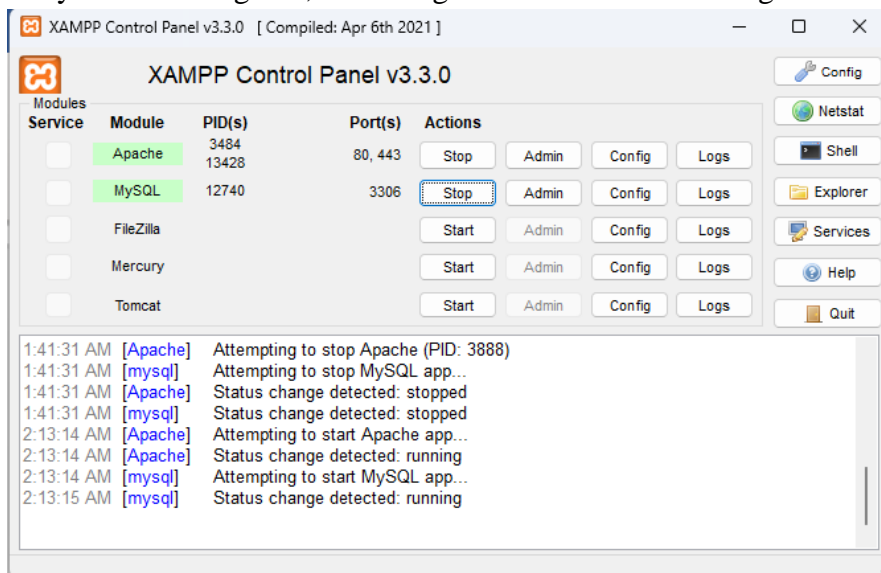 XAMPP Control Panel v3.3.0 [ Compiled: Apr 6th 2021 ]
XAMPP Control Panel v3.3.0
Config
Modules
Service Module PID(s) Port(s) Actions
Netstat
Apache 3484 13428 80, 443 Stop Admin Config Logs
Shell
MySQL 12740 3306 Stop Admin Config Logs
Explorer
FileZilla Start Admin Config Logs
Services
Mercury Start Admin Config Logs
Help
Tomcat Start Admin Config Logs
Quit
1:41:31 AM [Apache] Attempting to stop Apache (PID: 3888)
1:41:31 AM [mysql] Attempting to stop MySQL app...
1:41:31 AM [Apache] Status change detected: stopped
1:41:31 AM [mysql] Status change detected: stopped
2:13:14 AM [Apache] Attempting to start Apache app...
2:13:14 AM [Apache] Status change detected: running
2:13:14 AM [mysql] Attempting to start MySQL app...
2:13:15 AM [mysql] Status change detected: running